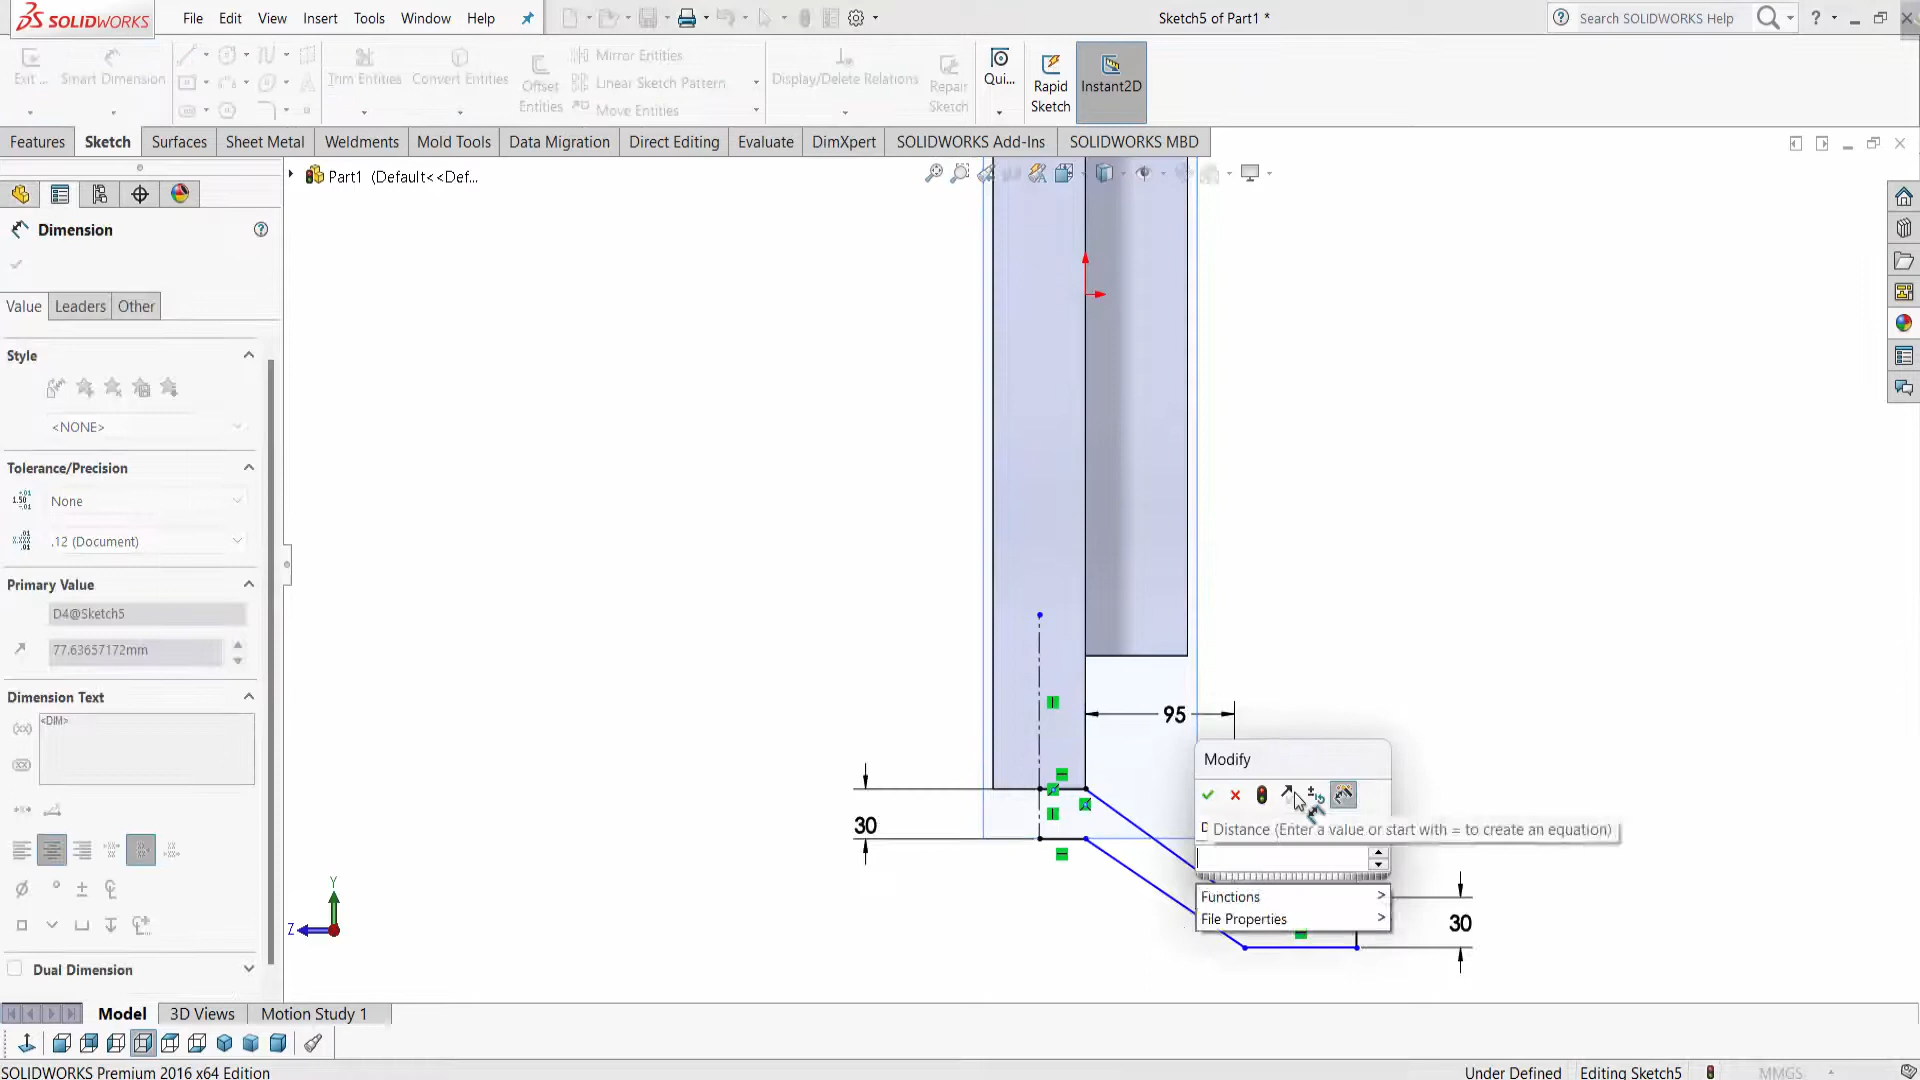 SOLIDWORKS
File Edit View Insert Tools Window Help
Sketch5 of Part1 *
Search SOLIDWORKS Help
Exit ...
Smart Dimension
Trim Entities
Convert Entities
Offset Entities
Mirror Entities
Linear Sketch Pattern
Move Entities
Display/Delete Relations
Repair Sketch
Qui...
Rapid Sketch
Instant2D
Features Sketch Surfaces Sheet Metal Weldments Mold Tools Data Migration Direct Editing Evaluate DimXpert SOLIDWORKS Add-Ins SOLIDWORKS MBD
Part1 (Default<<Def...
Dimension
Value Leaders Other
Style
<NONE>
Tolerance/Precision
None
.12 (Document)
Primary Value
D4@Sketch5
77.63657172mm
Dimension Text
<DIM>
Dual Dimension
95
30
30
Modify
D
Distance (Enter a value or start with = to create an equation)
Functions >
File Properties >
Y
Z
Model 3D Views Motion Study 1
SOLIDWORKS Premium 2016 x64 Edition
Under Defined Editing Sketch5 MMGS